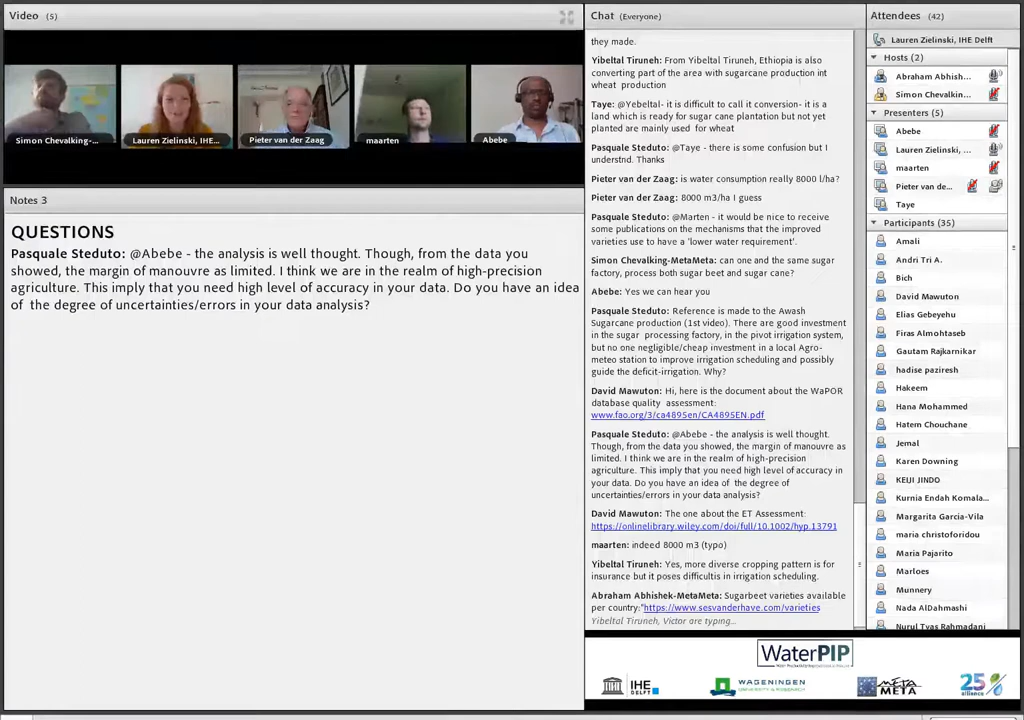 Video (5)
Simon Chevalking-...
Lauren Zielinski, IHE...
Pieter van der Zaag
maarten
Abebe
Notes 3
QUESTIONS
Pasquale Steduto: @Abebe - the analysis is well thought. Though, from the data you
showed, the margin of manouvre as limited. I think we are in the realm of high-precision
agriculture. This imply that you need high level of accuracy in your data. Do you have an idea
of the degree of uncertainties/errors in your data analysis?
Chat (Everyone)
they made.
Yibeltal Tiruneh: From Yibeltal Tiruneh, Ethiopia is also
converting part of the area with sugarcane production int
wheat production
Taye: @Yebeltal- it is difficult to call it conversion- it is a
land which is ready for sugar cane plantation but not yet
planted are mainly used for wheat
Pasquale Steduto: @Taye - there is some confusion but I
understnd. Thanks
Pieter van der Zaag: is water consumption really 8000 l/ha?
Pieter van der Zaag: 8000 m3/ha I guess
Pasquale Steduto: @Marten - it would be nice to receive
some publications on the mechanisms that the improved
varieties use to have a 'lower water requirement'.
Simon Chevalking-MetaMeta: can one and the same sugar
factory, process both sugar beet and sugar cane?
Abebe: Yes we can hear you
Pasquale Steduto: Reference is made to the Awash
Sugarcane production (1st video). There are good investment
in the sugar processing factory, in the pivot irrigation system,
but no one negligible/cheap investment in a local Agro-
meteo station to improve irrigation scheduling and possibly
guide the deficit-irrigation. Why?
David Mawuton: Hi, here is the document about the WaPOR
database quality assessment:
www.fao.org/3/ca4895en/CA4895EN.pdf
Pasquale Steduto: @Abebe - the analysis is well thought.
Though, from the data you showed, the margin of manouvre as
limited. I think we are in the realm of high-precision
agriculture. This imply that you need high level of accuracy in
your data. Do you have an idea of the degree of
uncertainties/errors in your data analysis?
David Mawuton: The one about the ET Assessment:
https://onlinelibrary.wiley.com/doi/full/10.1002/hyp.13791
maarten: indeed 8000 m3 (typo)
Yibeltal Tiruneh: Yes, more diverse cropping pattern is for
insurance but it poses difficultis in irrigation scheduling.
Abraham Abhishek-MetaMeta: Sugarbeet varieties available
per country:"https://www.sesvanderhave.com/varieties
Yibeltal Tiruneh, Victor are typing...
Attendees (42)
Lauren Zielinski, IHE Delft
Hosts (2)
Abraham Abhish...
Simon Chevalkin...
Presenters (5)
Abebe
Lauren Zielinski, ...
maarten
Pieter van de...
Taye
Participants (35)
Amali
Andri Tri A.
Bich
David Mawuton
Elias Gebeyehu
Firas Almohtaseb
Gautam Rajkarnikar
hadise paziresh
Hakeem
Hana Mohammed
Hatem Chouchane
Jemal
Karen Downing
KEIJI JINDO
Kurnia Endah Komala...
Margarita Garcia-Vila
maria christoforidou
Maria Pajarito
Marloes
Munnery
Nada AlDahmashi
Nurul Tyas Rahmadani
WaterPIP
IHE DELFT
WAGENINGEN
UNIVERSITY & RESEARCH
META META
25